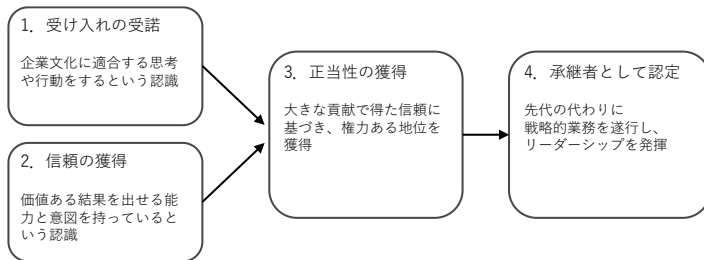 1. 受け入れの受諾
企業文化に適合する思考
や行動をするという認識
2. 信頼の獲得
価値ある結果を出せる能
力と意図を持っていると
いう認識
3. 正当性の獲得
大きな貢献で得た信頼に
基づき、権力ある地位を
獲得
4. 承継者として認定
先代の代わりに
戦略的業務を遂行し、
リーダーシップを発揮